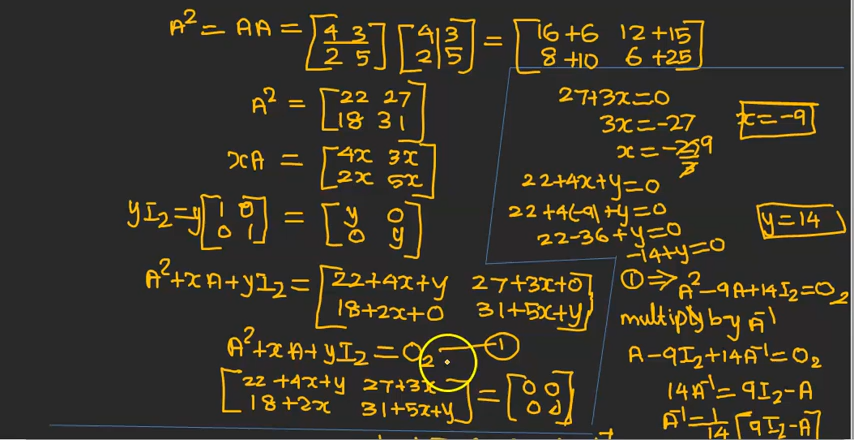 A² = AA = [4 3 2 5] [4 3 2 5] = [16+6 12+15 8+10 6+25]
A² = [22 27 18 31]
xA = [4x 3x 2x 5x]
yI₂ = y[1 0 0 1] = [y 0 0 y]
A²+xA+yI₂ = [22+4x+y 27+3x+0 18+2x+0 31+5x+y]
A²+xA+yI₂ = O₂ — ①
[22+4x+y 27+3x 18+2x 31+5x+y] = [0 0 0 0]
27+3x=0
3x=-27
x=-9
22+4x+y=0
22+4(-9)+y=0
22-36+y=0
-14+y=0
x=-9
y=14
① ⇒ A²-9A+14I₂=O₂
multiply by A⁻¹
A-9I₂+14A⁻¹=O₂
14A⁻¹=9I₂-A
A⁻¹=1/14[9I₂-A]